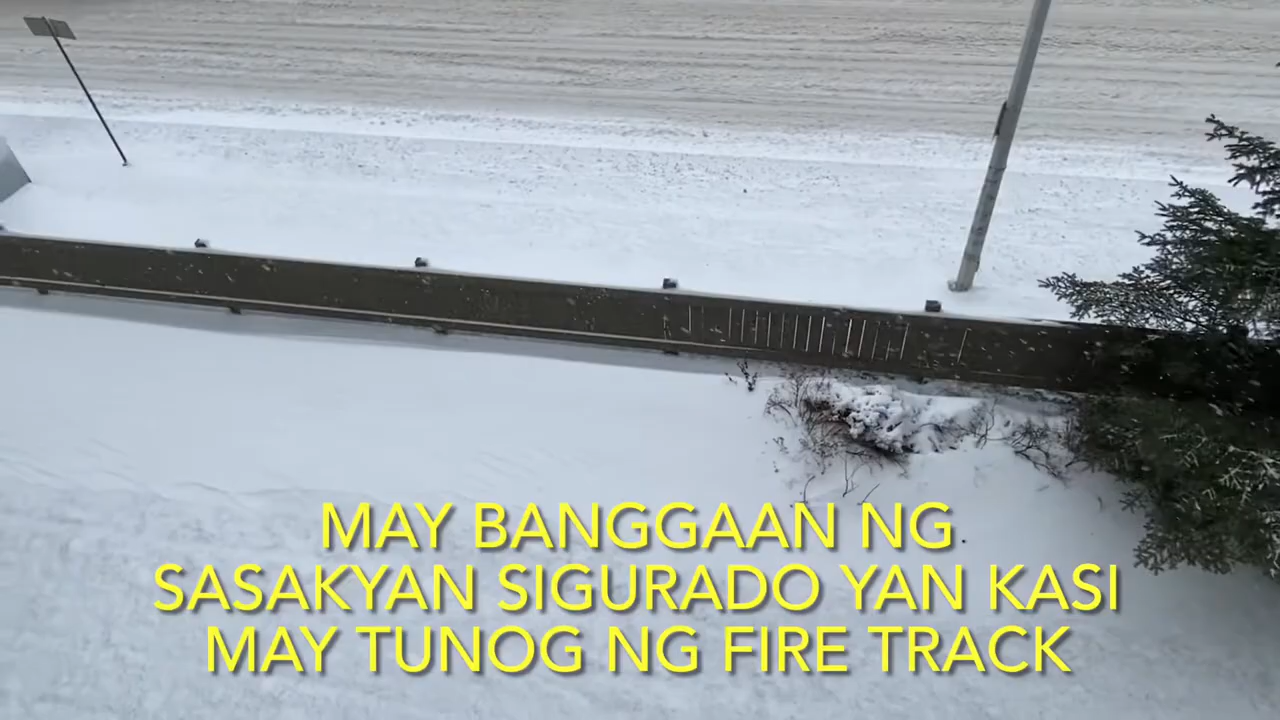 MAY BANGGAAN NG
SASAKYAN SIGURADO YAN KASI
MAY TUNOG NG FIRE TRACK